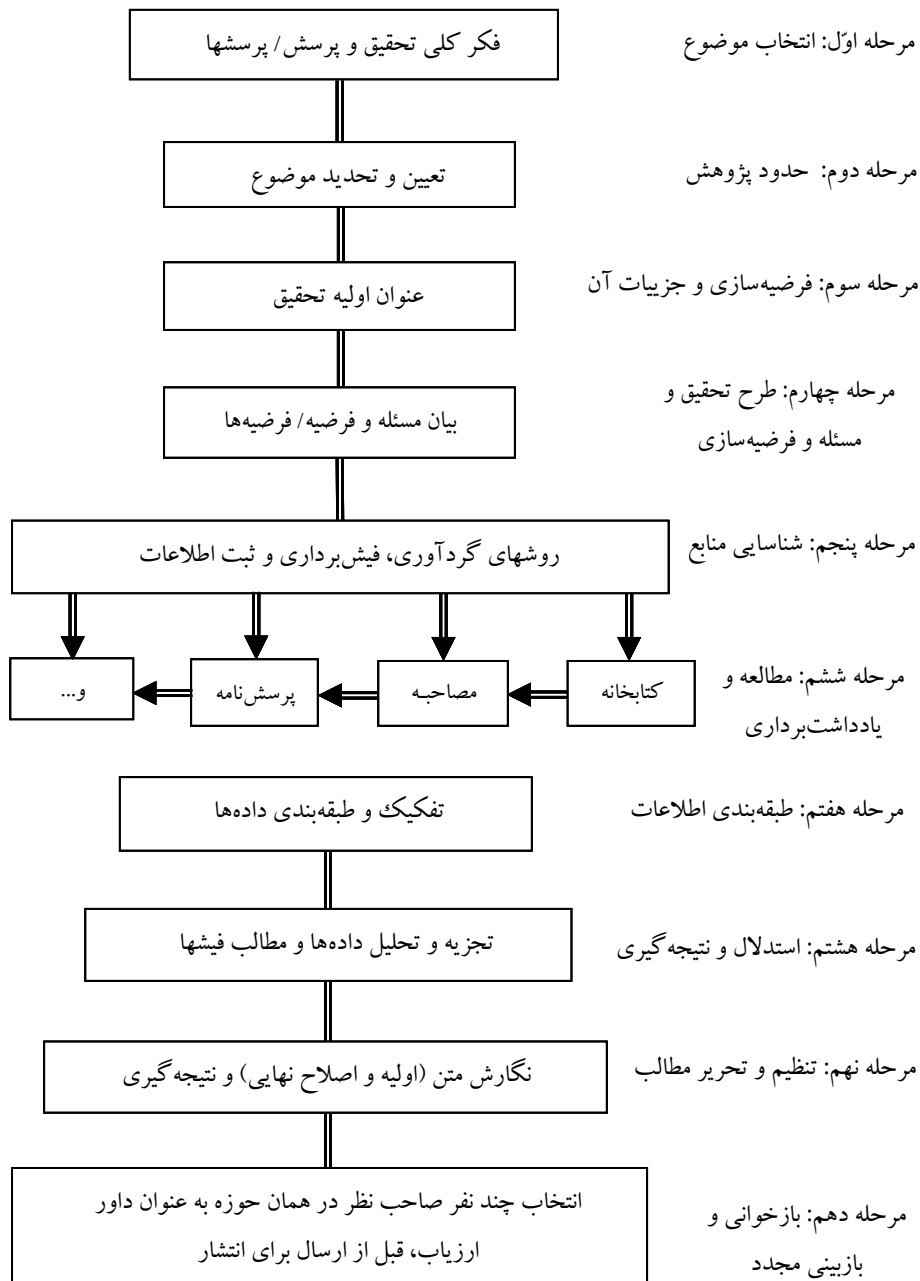 مرحله اوّل: انتخاب موضوع
فکر کلی تحقیق و پرسش/ پرسشها
مرحله دوم: حدود پژوهش
تعیین و تحدید موضوع
مرحله سوم: فرضیه‌سازی و جزییات آن
عنوان اولیه تحقیق
مرحله چهارم: طرح تحقیق و
مسئله و فرضیه‌سازی
بیان مسئله و فرضیه/ فرضیه‌ها
مرحله پنجم: شناسایی منابع
روشهای گردآوری، فیش‌برداری و ثبت اطلاعات
مرحله ششم: مطالعه و
یادداشت‌برداری
کتابخانه
مصاحبه
پرسش‌نامه
و...
مرحله هفتم: طبقه‌بندی اطلاعات
تفکیک و طبقه‌بندی داده‌ها
مرحله هشتم: استدلال و نتیجه‌گیری
تجزیه و تحلیل داده‌ها و مطالب فیشها
مرحله نهم: تنظیم و تحریر مطالب
نگارش متن (اولیه و اصلاح نهایی) و نتیجه‌گیری
مرحله دهم: بازخوانی و
بازبینی مجدد
انتخاب چند نفر صاحب نظر در همان حوزه به عنوان داور
ارزیاب، قبل از ارسال برای انتشار